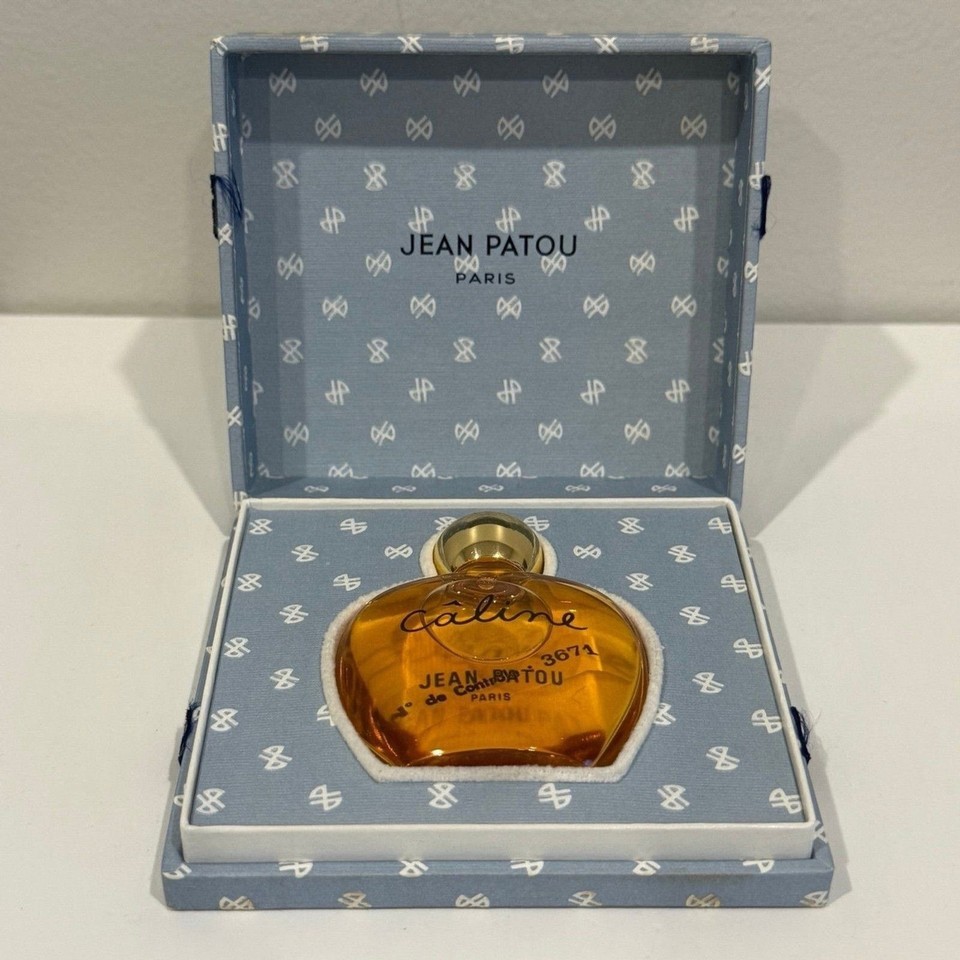 JEAN PATOU
PARIS
câline
N° de Contrôle - 3671
JEAN PATOU
PARIS